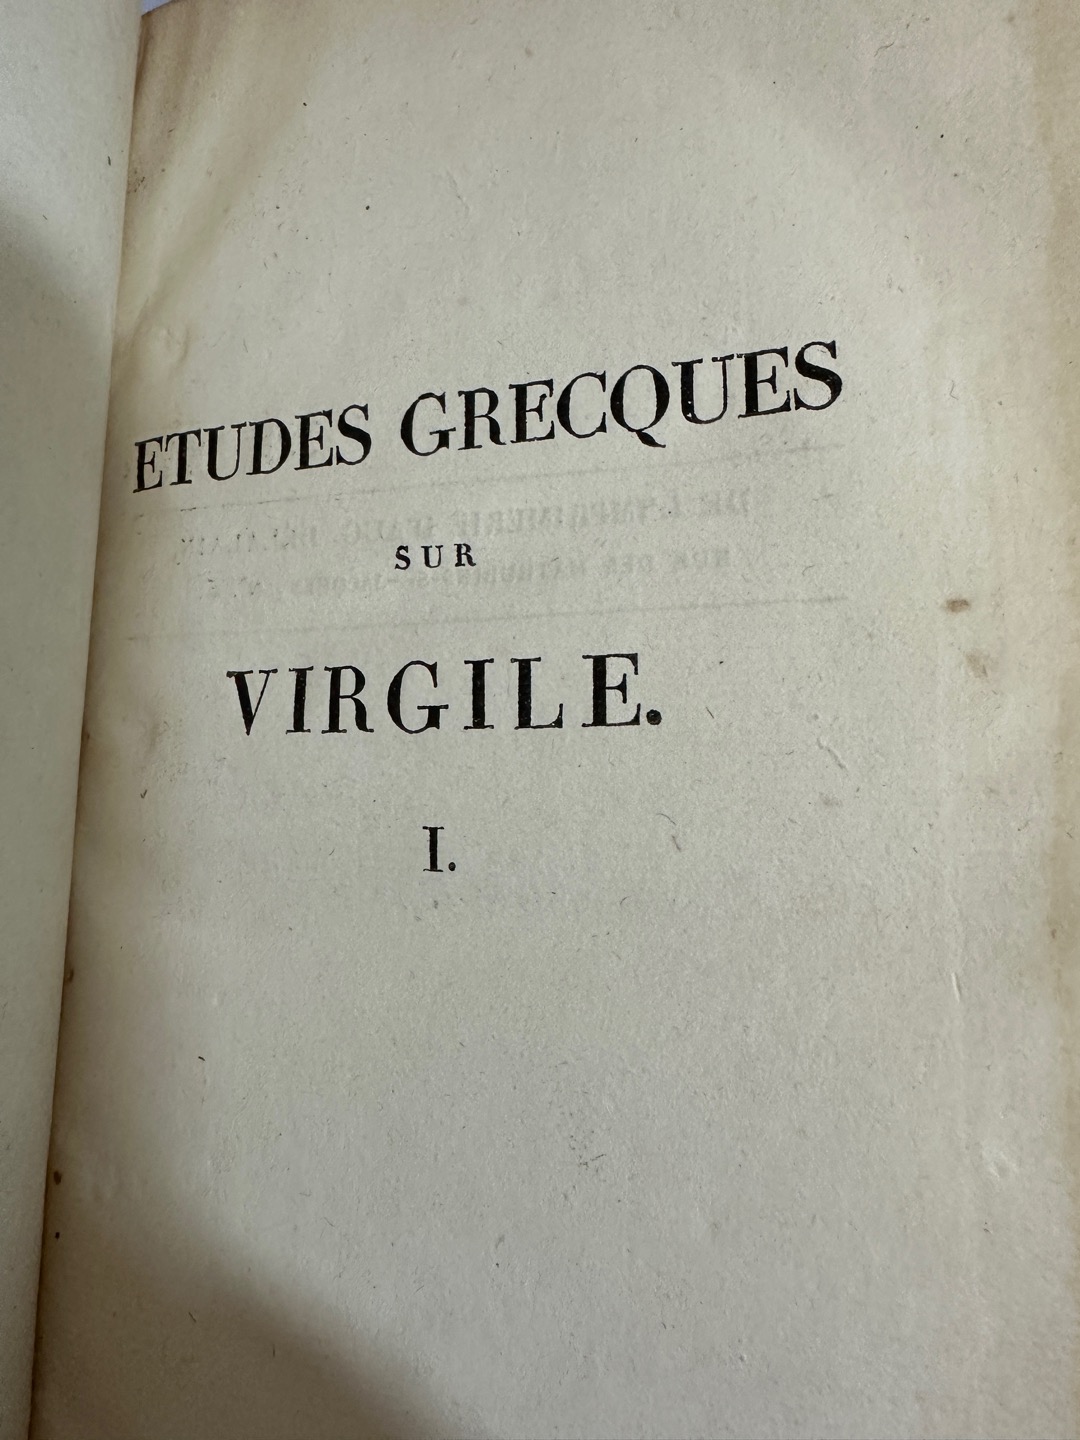 ETUDES GRECQUES
SUR
VIRGILE.
I.